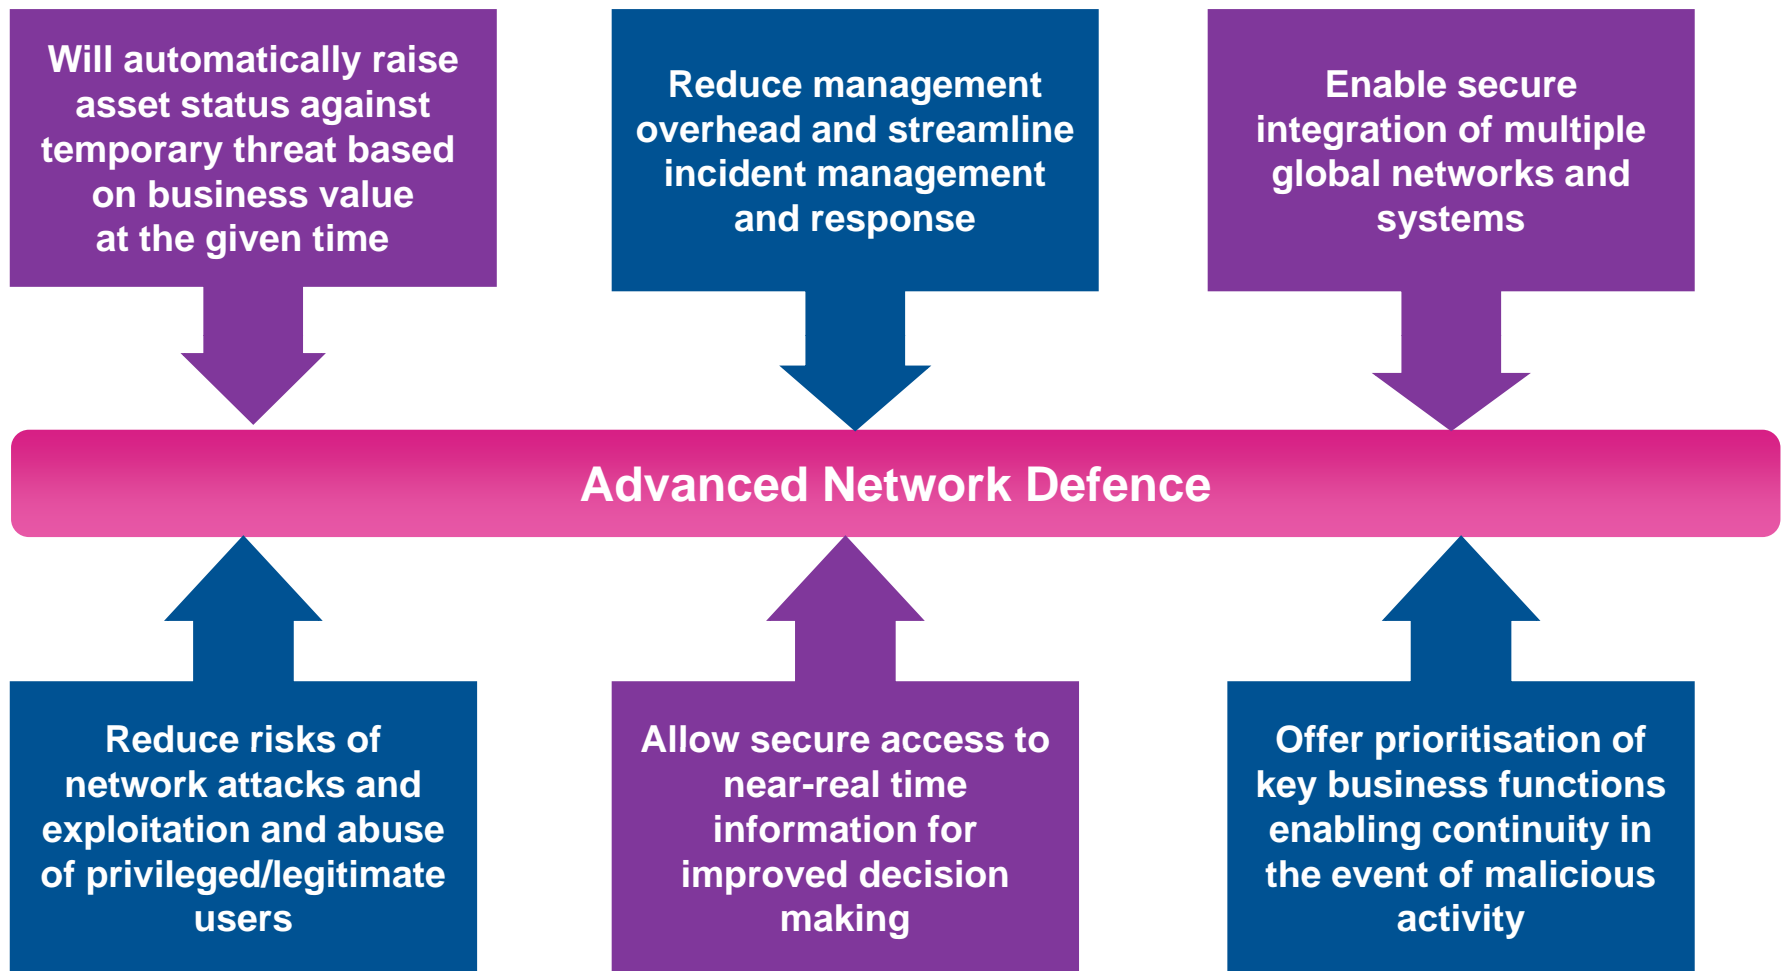 Will automatically raise
asset status against
temporary threat based
on business value
at the given time
Reduce management
overhead and streamline
incident management
and response
Enable secure
integration of multiple
global networks and
systems
Advanced Network Defence
Reduce risks of
network attacks and
exploitation and abuse
of privileged/legitimate
users
Allow secure access to
near-real time
information for
improved decision
making
Offer prioritisation of
key business functions
enabling continuity in
the event of malicious
activity